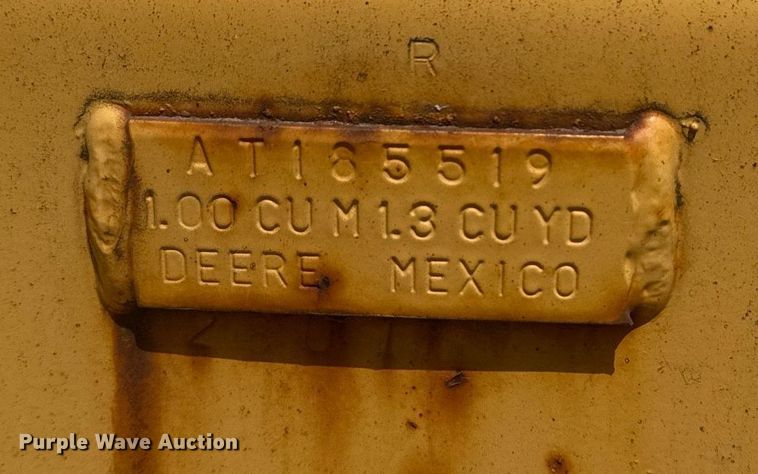 R
AT185519
1.00 CU M 1.3 CU YD
DEERE MEXICO
Purple Wave Auction